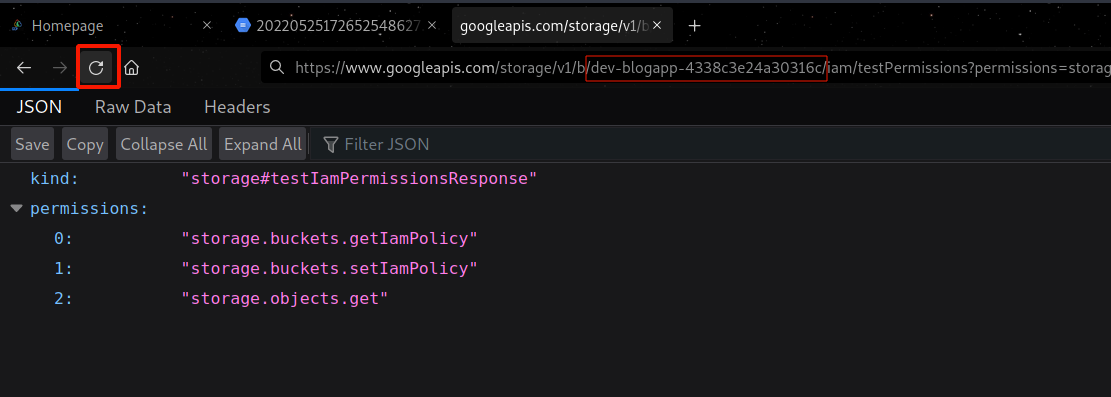 Homepage
20220525172652548627
googleapis.com/storage/v1/b
https://www.googleapis.com/storage/v1/b/dev-blogapp-4338c3e24a30316c/iam/testPermissions?permissions=storag
JSON Raw Data Headers
Save Copy Collapse All Expand All Filter JSON
kind: "storage#testIamPermissionsResponse"
permissions:
0: "storage.buckets.getIamPolicy"
1: "storage.buckets.setIamPolicy"
2: "storage.objects.get"